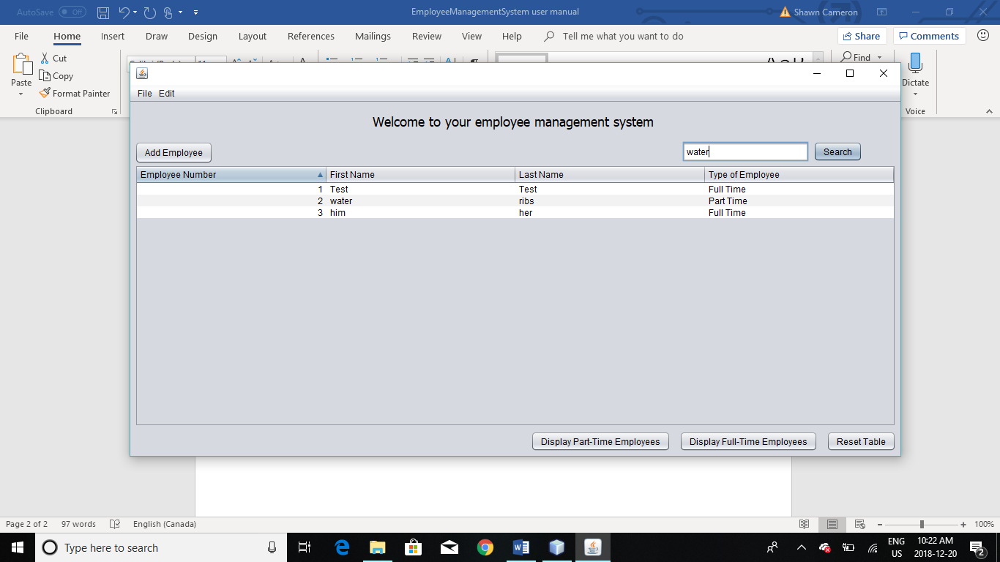 AutoSave Off
EmployeeManagementSystem user manual
Shawn Cameron
File Home Insert Draw Design Layout References Mailings Review View Help Tell me what you want to do
Share Comments
Paste
Cut
Copy
Format Painter
Clipboard
Find
Dictate
Voice
File Edit
Welcome to your employee management system
Add Employee
water
Search
Employee Number First Name Last Name Type of Employee
1 Test Test Full Time
2 water ribs Part Time
3 him her Full Time
Display Part-Time Employees Display Full-Time Employees Reset Table
Page 2 of 2 97 words English (Canada)
100%
Type here to search
ENG
US
10:22 AM
2018-12-20
2